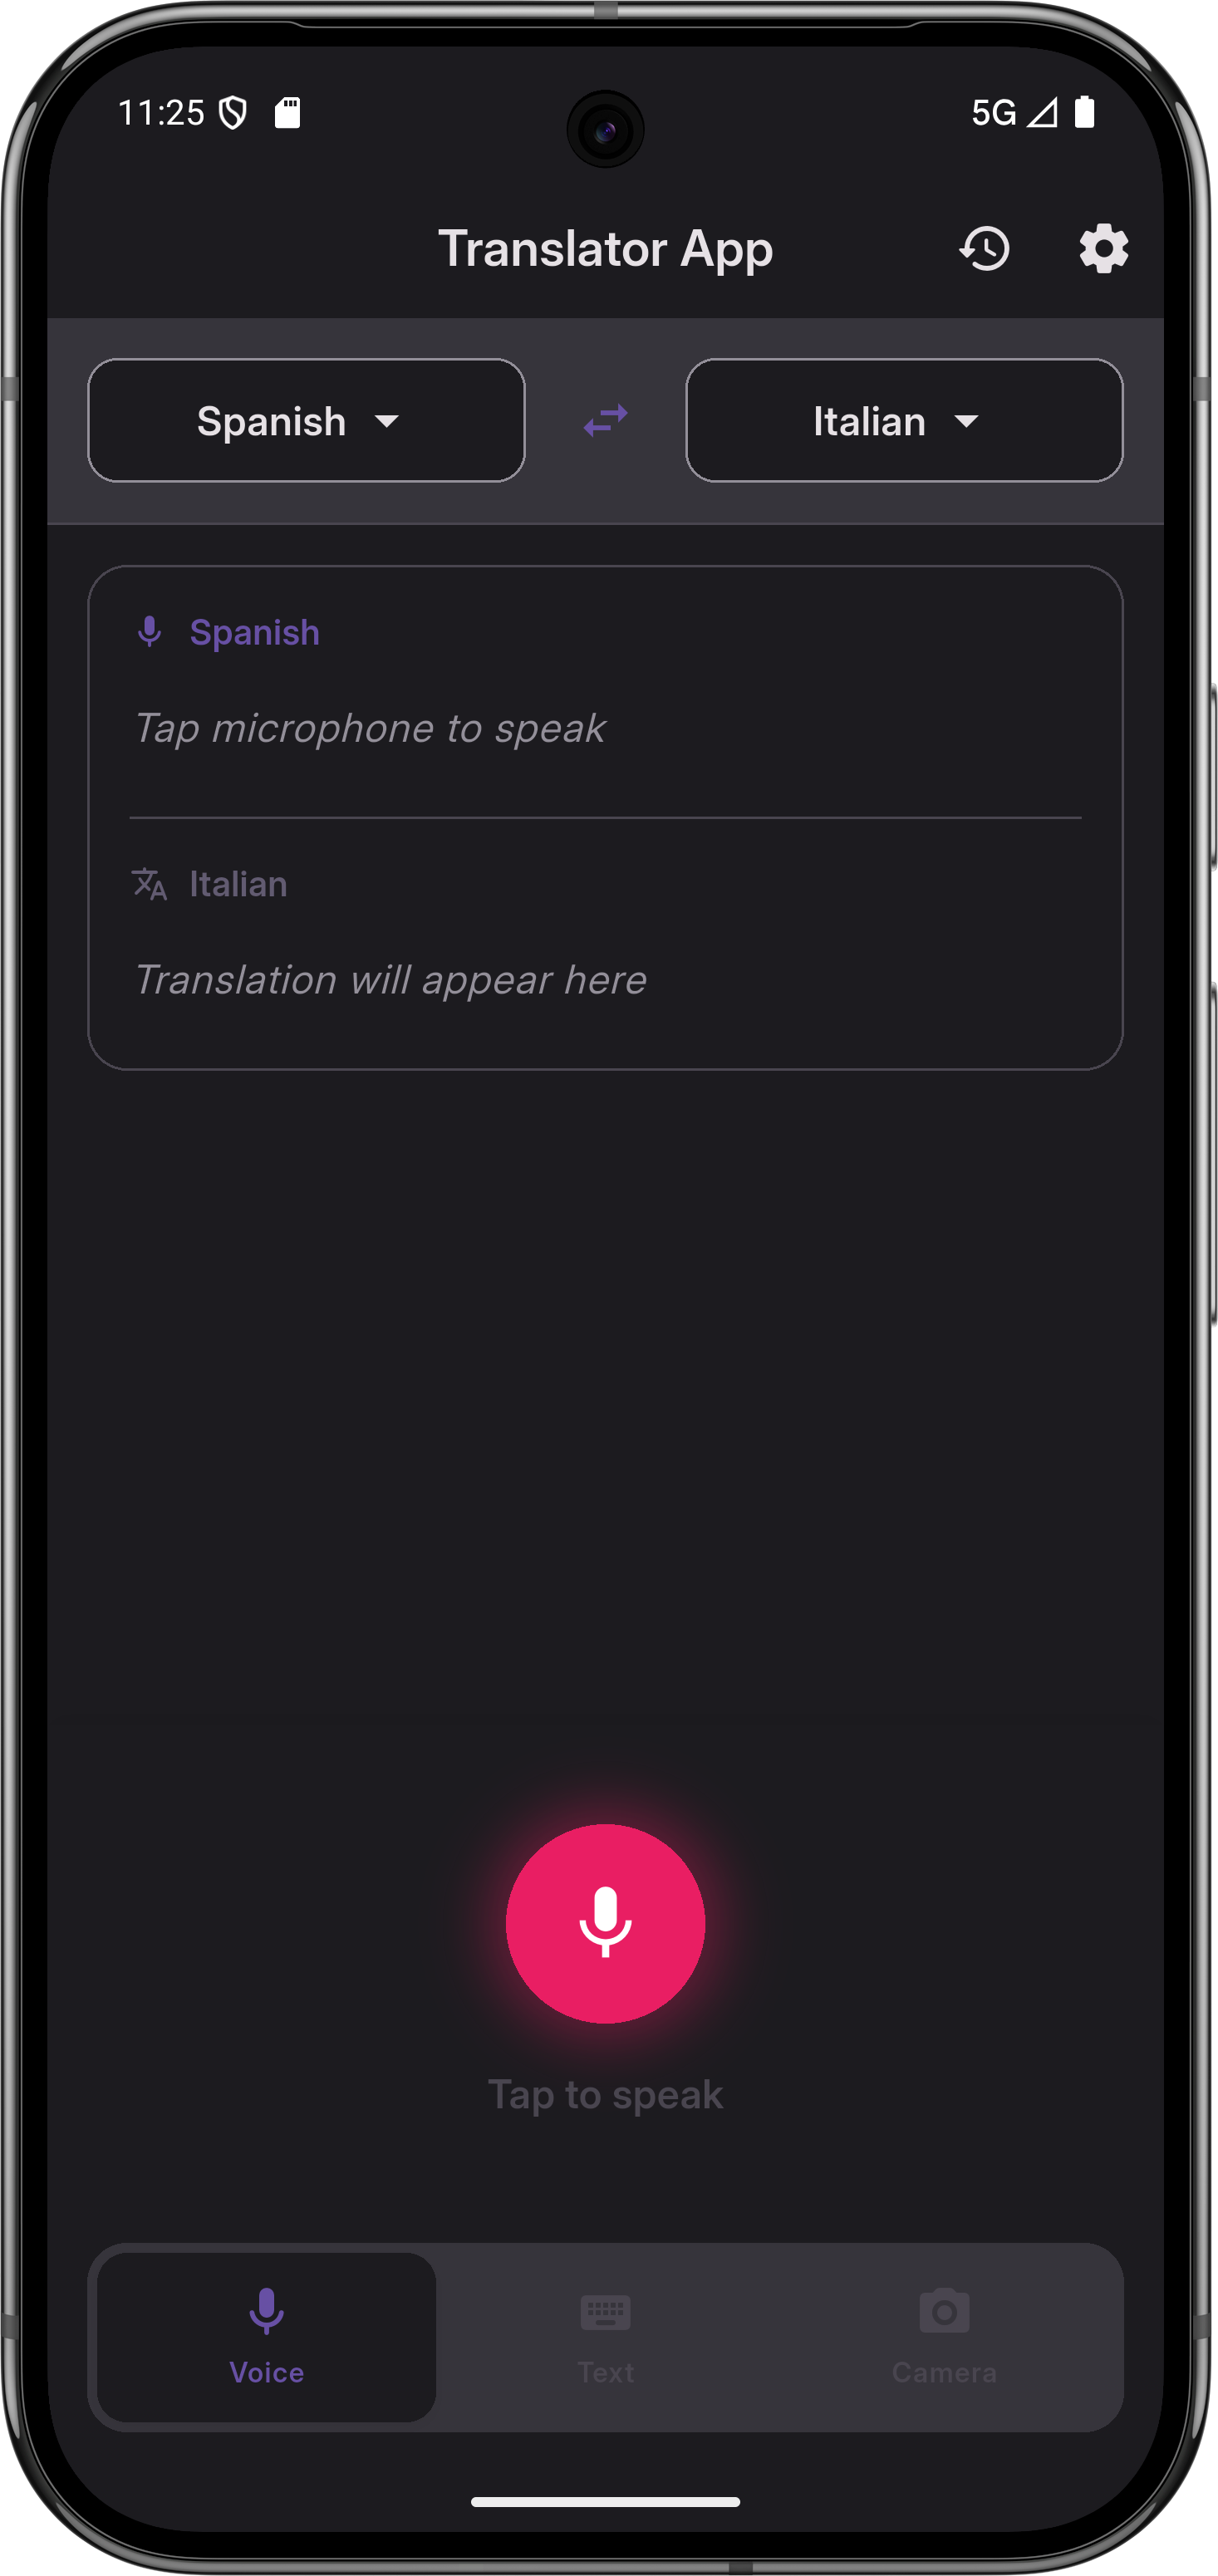 11:25 5G
Translator App
Spanish Italian
Spanish
Tap microphone to speak
Italian
Translation will appear here
Tap to speak
Voice Text Camera